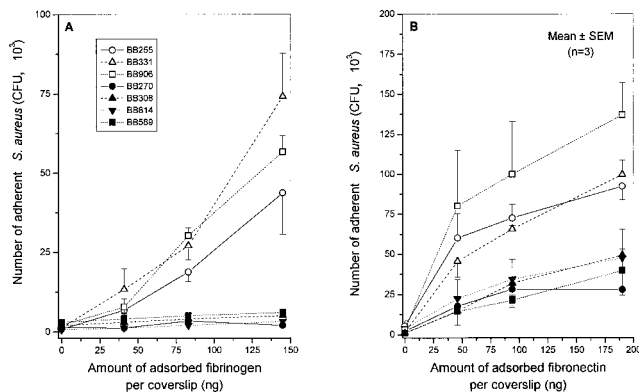 A
BB255
BB331
BB906
BB270
BB308
BB814
BB589
Number of adherent S. aureus (CFU, 10³)
100
75
50
25
0
0 25 50 75 100 125 150
Amount of adsorbed fibrinogen
per coverslip (ng)
B
Mean ± SEM
(n=3)
Number of adherent S. aureus (CFU, 10³)
200
175
150
125
100
75
50
25
0
0 25 50 75 100 125 150 175 200
Amount of adsorbed fibronectin
per coverslip (ng)